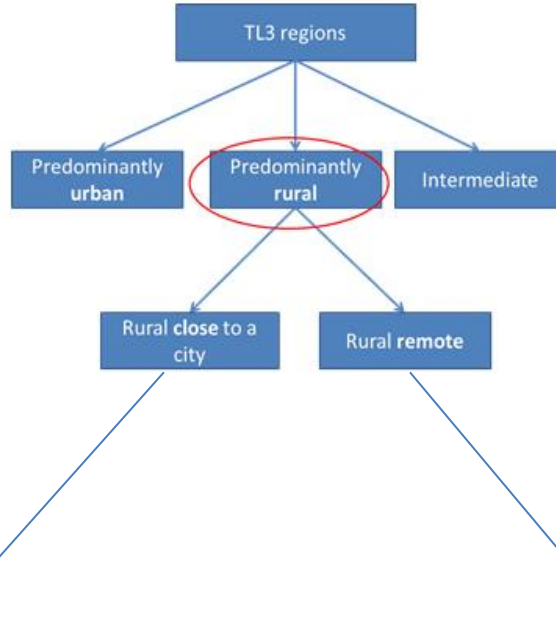 TL3 regions
Predominantly
urban
Predominantly
rural
Intermediate
Rural close to a
city
Rural remote